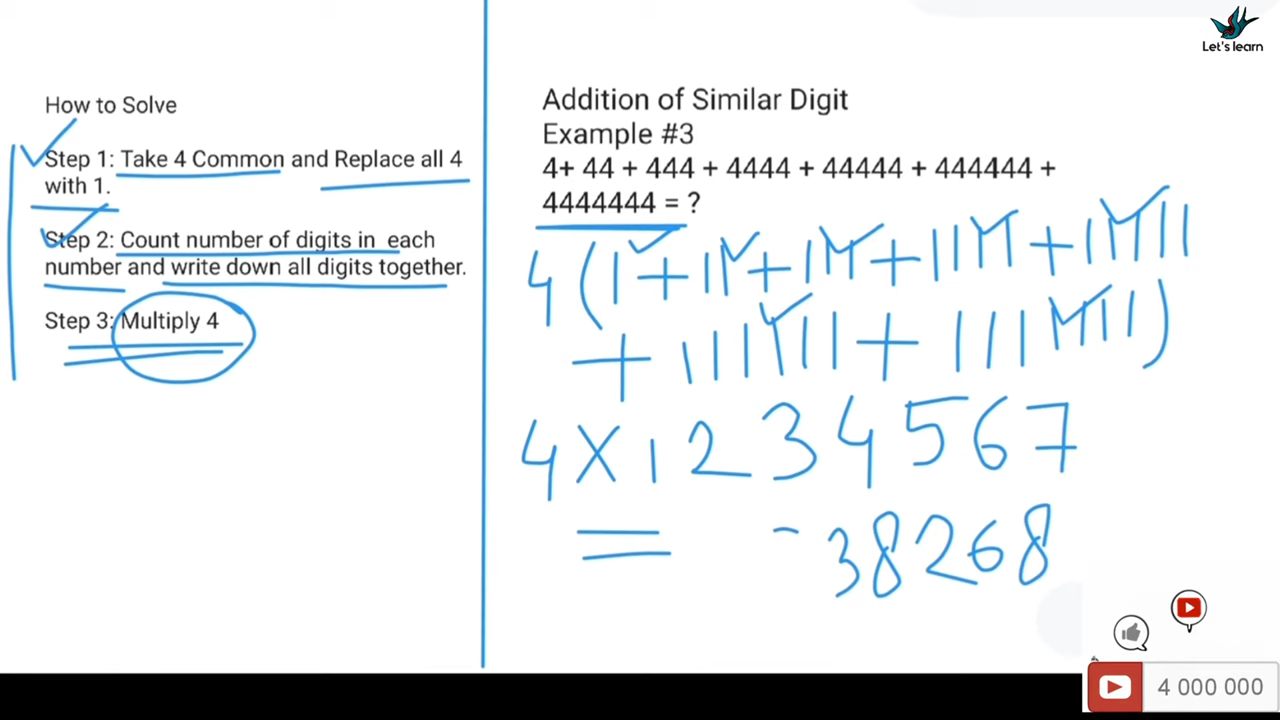 Let's learn
How to Solve
Step 1: Take 4 Common and Replace all 4
with 1.
Step 2: Count number of digits in each
number and write down all digits together.
Step 3: Multiply 4
Addition of Similar Digit
Example #3
4+ 44 + 444 + 4444 + 44444 + 444444 +
4444444 = ?
4(1+11+111+1111+11111
+111111+1111111)
4×1234567
= 38268
4 000 000